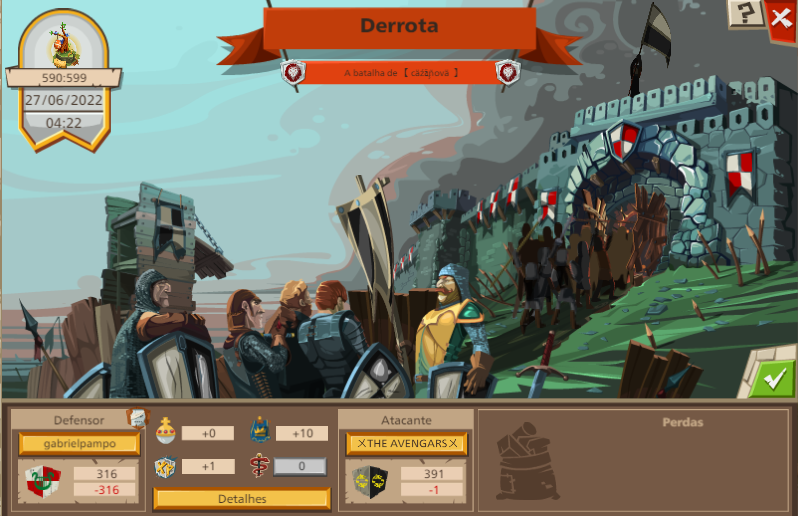 Derrota
A batalha de 【 cãžĩņovā 】
590:599
27/06/2022
04:22
Defensor
gabrielpampo
316
-316
+0
+10
+1
0
Detalhes
Atacante
╳THE AVENGARS╳
391
-1
Perdas